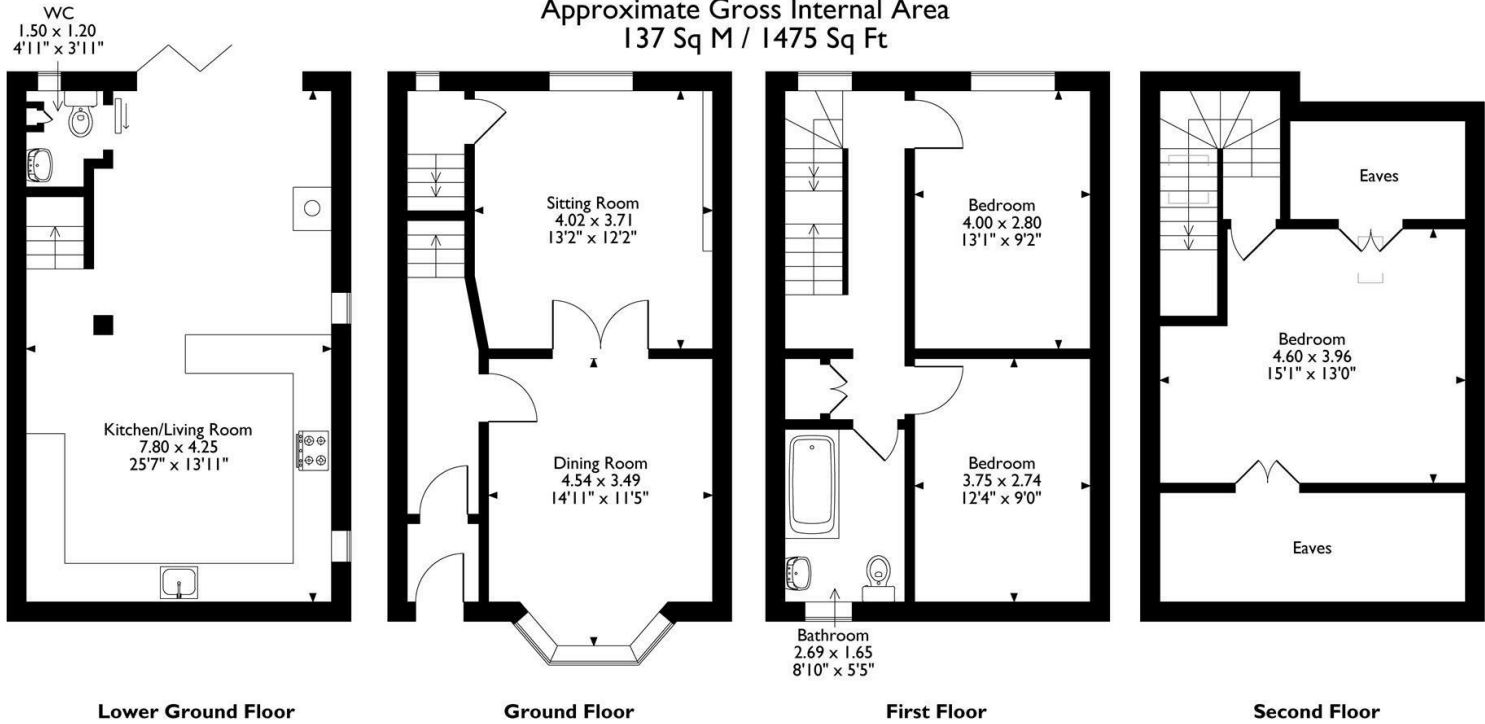 Approximate Gross Internal Area
137 Sq M / 1475 Sq Ft
WC
1.50 x 1.20
4'11" x 3'11"
Kitchen/Living Room
7.80 x 4.25
25'7" x 13'11"
Lower Ground Floor
Sitting Room
4.02 x 3.71
13'2" x 12'2"
Dining Room
4.54 x 3.49
14'11" x 11'5"
Ground Floor
Bedroom
4.00 x 2.80
13'1" x 9'2"
Bedroom
3.75 x 2.74
12'4" x 9'0"
Bathroom
2.69 x 1.65
8'10" x 5'5"
First Floor
Eaves
Bedroom
4.60 x 3.96
15'1" x 13'0"
Eaves
Second Floor